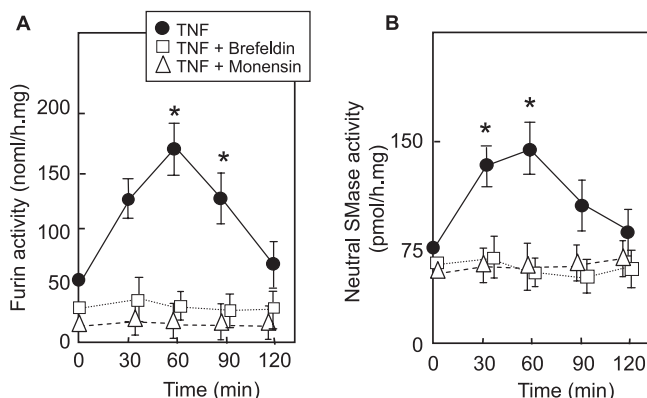 A
TNF
TNF + Brefeldin
TNF + Monensin
Furin activity (noml/h.mg)
200
150
100
50
0
*
*
0 30 60 90 120
Time (min)
B
Neutral SMase activity
(pmol/h.mg)
150
75
0
*
*
0 30 60 90 120
Time (min)